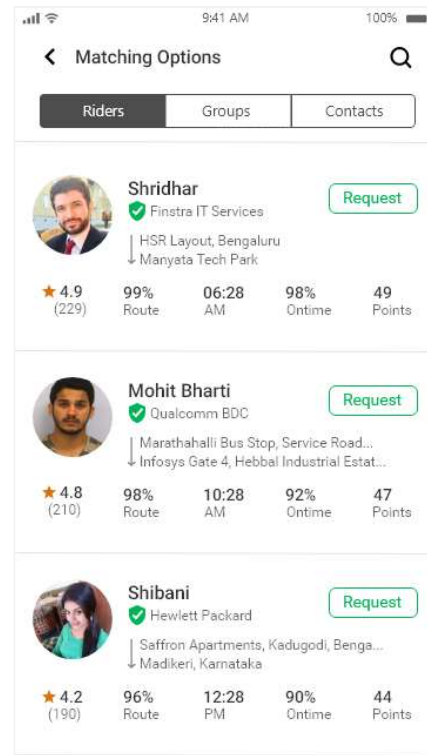 9:41 AM 100%
Matching Options
Riders Groups Contacts
Shridhar
Request
Finstra IT Services
HSR Layout, Bengaluru
Manyata Tech Park
4.9 99% 06:28 98% 49
(229) Route AM Ontime Points
Mohit Bharti
Request
Qualcomm BDC
Marathahalli Bus Stop, Service Road...
Infosys Gate 4, Hebbal Industrial Estat...
4.8 98% 10:28 92% 47
(210) Route AM Ontime Points
Shibani
Request
Hewlett Packard
Saffron Apartments, Kadugodi, Benga...
Madikeri, Karnataka
4.2 96% 12:28 90% 44
(190) Route PM Ontime Points